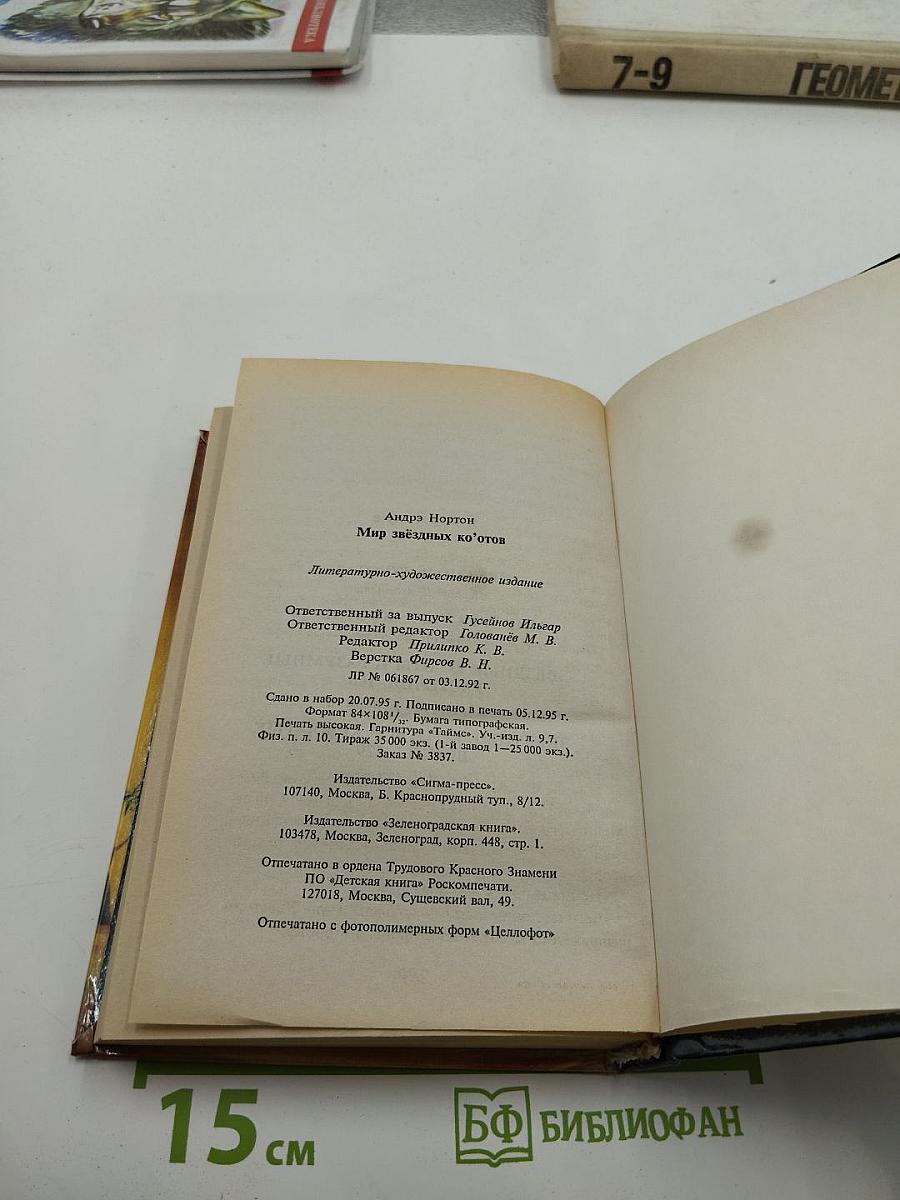 БИБЛИОТЕКА
7-9
ГЕОМЕТ
Андрэ Нортон
Мир звёздных ко'отов
Литературно-художественное издание
Ответственный за выпуск Гусейнов Ильгар
Ответственный редактор Голованёв М. В.
Редактор Прилипко К. В.
Верстка Фирсов В. Н.
ЛР № 061867 от 03.12.92 г.
Сдано в набор 20.07.95 г. Подписано в печать 05.12.95 г.
Формат 84×108 1/32. Бумага типографская.
Печать высокая. Гарнитура «Таймс». Уч.-изд. л. 9,7.
Физ. п. л. 10. Тираж 35 000 экз. (1-й завод 1—25 000 экз.).
Заказ № 3837.
Издательство «Сигма-пресс».
107140, Москва, Б. Краснопрудный туп., 8/12.
Издательство «Зеленоградская книга».
103478, Москва, Зеленоград, корп. 448, стр. 1.
Отпечатано в ордена Трудового Красного Знамени
ПО «Детская книга» Роскомпечати.
127018, Москва, Сущевский вал, 49.
Отпечатано с фотополимерных форм «Целлофот»
15 см
БФ БИБЛИОФАН